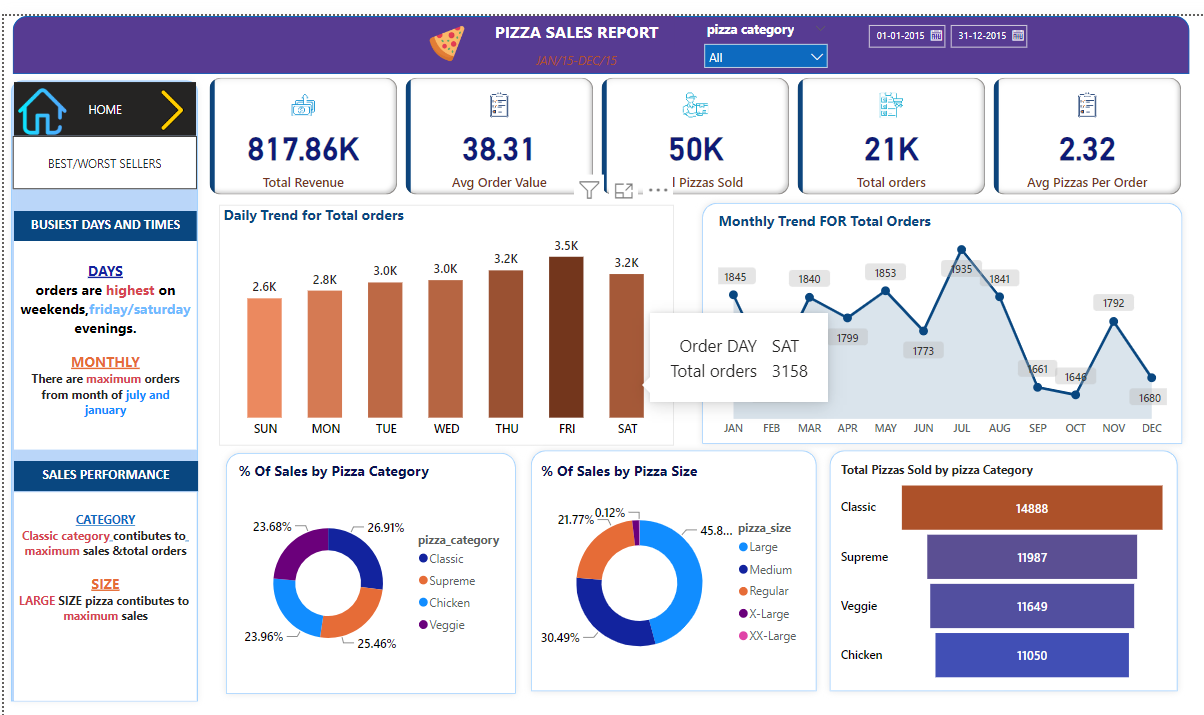 PIZZA SALES REPORT
JAN/15-DEC/15
pizza category
All
01-01-2015
31-12-2015
HOME
BEST/WORST SELLERS
817.86K
Total Revenue
38.31
Avg Order Value
50K
l Pizzas Sold
21K
Total orders
2.32
Avg Pizzas Per Order
BUSIEST DAYS AND TIMES
DAYS
orders are highest on
weekends,friday/saturday
evenings.
MONTHLY
There are maximum orders
from month of july and
january
SALES PERFORMANCE
CATEGORY
Classic category contibutes to
maximum sales &total orders
SIZE
LARGE SIZE pizza contibutes to
maximum sales
Daily Trend for Total orders
2.6K
2.8K
3.0K
3.0K
3.2K
3.5K
3.2K
SUN MON TUE WED THU FRI SAT
Order DAY SAT
Total orders 3158
Monthly Trend FOR Total Orders
1845
1840
1799
1853
1773
1935
1841
1661
1646
1792
1680
JAN FEB MAR APR MAY JUN JUL AUG SEP OCT NOV DEC
% Of Sales by Pizza Category
23.68%
26.91%
23.96%
25.46%
pizza_category
Classic
Supreme
Chicken
Veggie
% Of Sales by Pizza Size
0.12%
21.77%
45.8...
30.49%
pizza_size
Large
Medium
Regular
X-Large
XX-Large
Total Pizzas Sold by pizza Category
Classic 14888
Supreme 11987
Veggie 11649
Chicken 11050